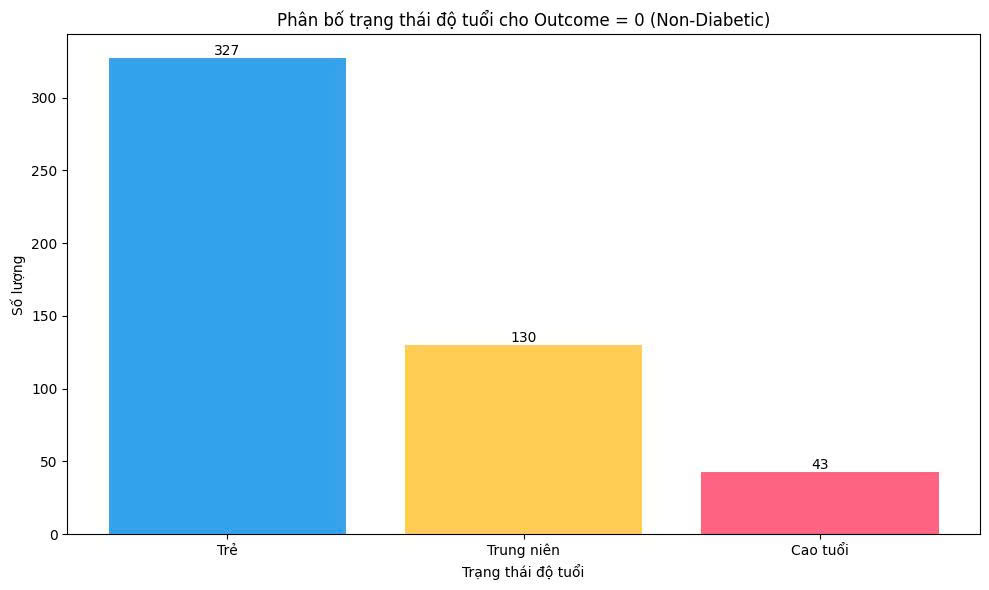 Phân bố trạng thái độ tuổi cho Outcome = 0 (Non-Diabetic)
Số lượng
300
250
200
150
100
50
0
327
130
43
Trẻ
Trung niên
Cao tuổi
Trạng thái độ tuổi